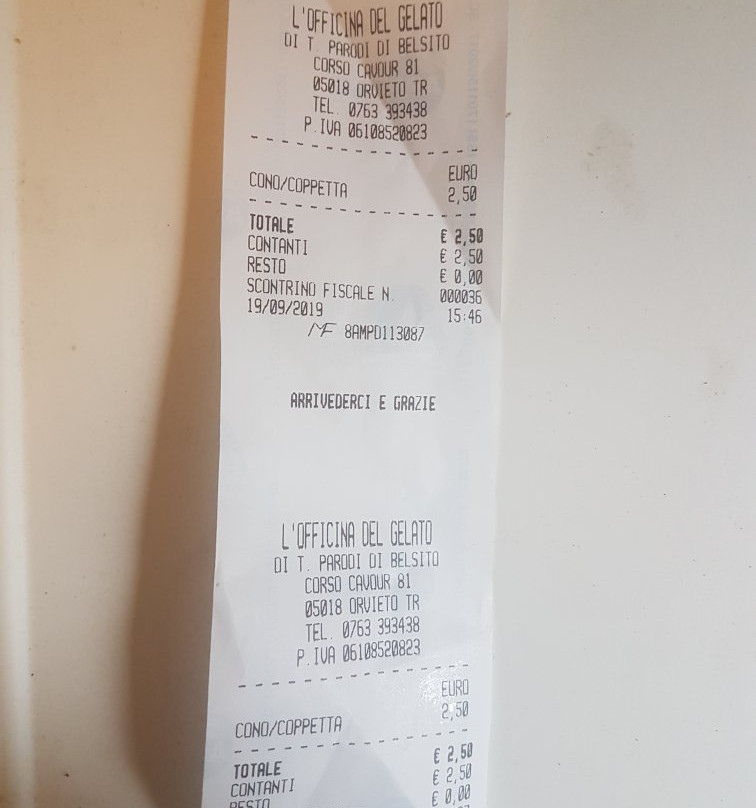 L'OFFICINA DEL GELATO
DI T. PARODI DI BELSITO
CORSO CAVOUR 81
05018 ORVIETO TR
TEL. 0763 393438
P.IVA 06108520823
EURO
CONO/COPPETTA 2,50
TOTALE € 2,50
CONTANTI € 2,50
RESTO € 0,00
SCONTRINO FISCALE N. 000036
19/09/2019 15:46
MF 8AMPD113087
ARRIVEDERCI E GRAZIE
L'OFFICINA DEL GELATO
DI T. PARODI DI BELSITO
CORSO CAVOUR 81
05018 ORVIETO TR
TEL. 0763 393438
P.IVA 06108520823
EURO
CONO/COPPETTA 2,50
TOTALE € 2,50
CONTANTI € 2,50
RESTO € 0,00